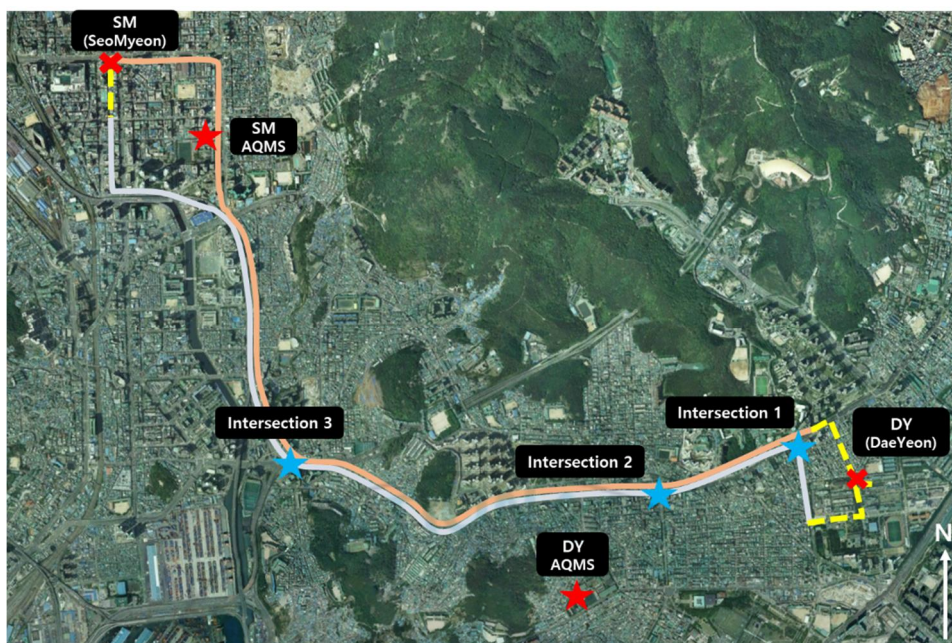 SM
(SeoMyeon)
SM
AQMS
Intersection 3
Intersection 2
Intersection 1
DY
(DaeYeon)
DY
AQMS
N